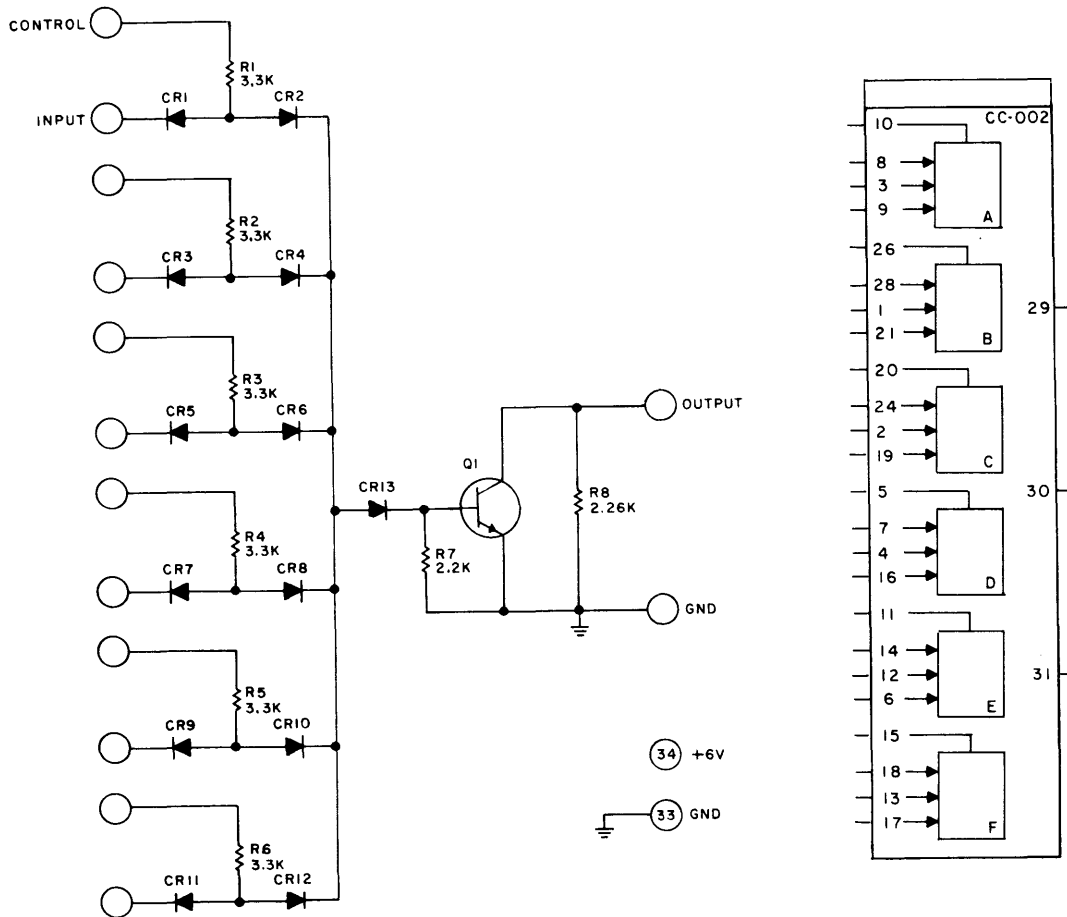 CONTROL
R1
3.3K
CR1
CR2
INPUT
R2
3.3K
CR3
CR4
R3
3.3K
CR5
CR6
R4
3.3K
CR7
CR8
R5
3.3K
CR9
CR10
R6
3.3K
CR11
CR12
CR13
Q1
R7
2.2K
R8
2.26K
OUTPUT
GND
34 +6V
33 GND
CC-002
10
8
3
9
A
26
28
1
21
B
29
20
24
2
19
C
5
30
7
4
16
D
11
14
12
6
E
31
15
18
13
17
F